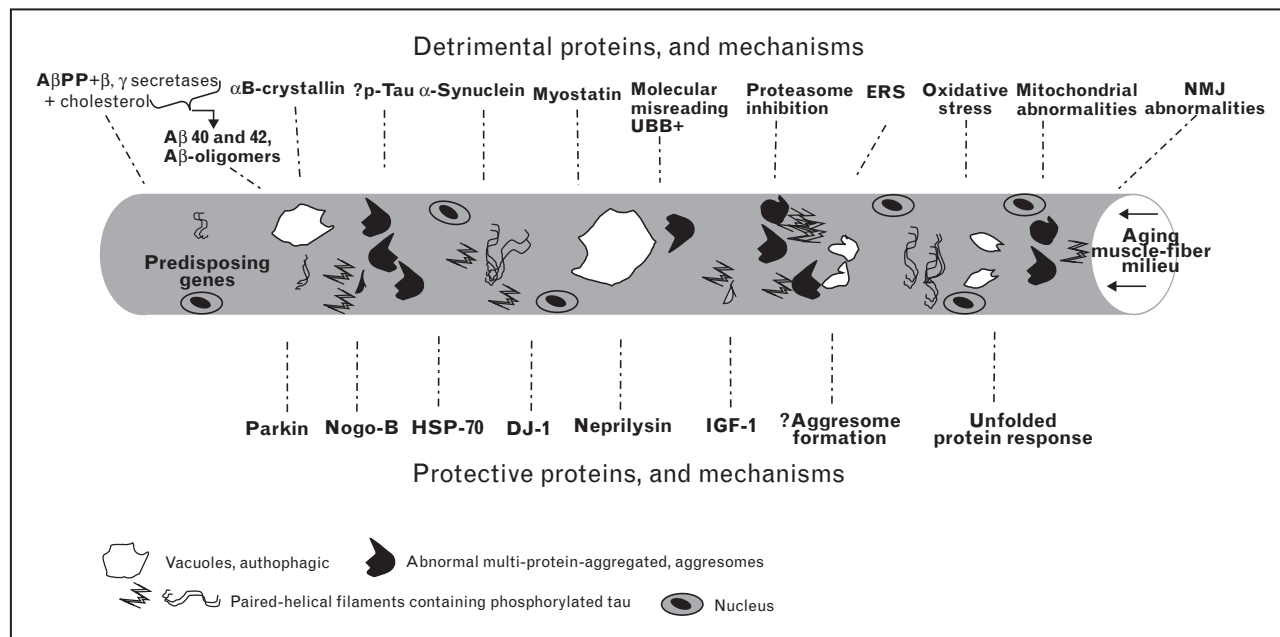 Detrimental proteins, and mechanisms
AβPP+β, γ secretases
+ cholesterol
Aβ 40 and 42,
Aβ-oligomers
αB-crystallin
?p-Tau
α-Synuclein
Myostatin
Molecular
misreading
UBB+
Proteasome
inhibition
ERS
Oxidative
stress
Mitochondrial
abnormalities
NMJ
abnormalities
Predisposing
genes
Aging
muscle-fiber
milieu
Parkin
Nogo-B
HSP-70
DJ-1
Neprilysin
IGF-1
?Aggresome
formation
Unfolded
protein response
Protective proteins, and mechanisms
Vacuoles, authophagic
Abnormal multi-protein-aggregated, aggresomes
Paired-helical filaments containing phosphorylated tau
Nucleus